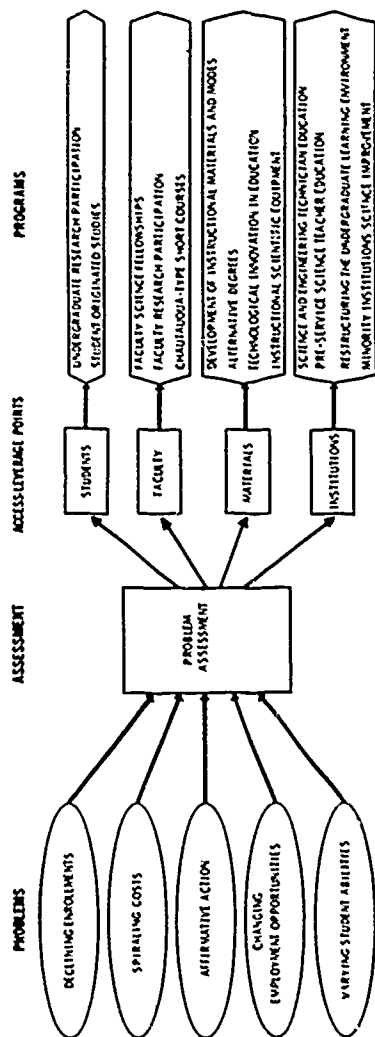 PROBLEMS
ASSESSMENT
ACCESS-LEVERAGE POINTS
PROGRAMS
DECLINING ENROLLMENTS
SPIRALING COSTS
AFFIRMATIVE ACTION
CHANGING
EMPLOYMENT OPPORTUNITIES
VARYING STUDENT ABILITIES
PROBLEM
ASSESSMENT
STUDENTS
FACULTY
MATERIALS
INSTITUTIONS
UNDERGRADUATE RESEARCH PARTICIPATION
STUDENT ORIGINATED STUDIES
FACULTY SCIENCE FELLOWSHIPS
FACULTY RESEARCH PARTICIPATION
CHAUTAUQUA-TYPE SHORT COURSES
DEVELOPMENT OF INSTRUCTIONAL MATERIALS AND MODES
ALTERNATIVE DEGREES
TECHNOLOGICAL INNOVATION IN EDUCATION
INSTRUCTIONAL SCIENTIFIC EQUIPMENT
SCIENCE AND ENGINEERING TECHNICIAN EDUCATION
PRE-SERVICE SCIENCE TEACHER EDUCATION
RESTRUCTURING THE UNDERGRADUATE LEARNING ENVIRONMENT
MINORITY INSTITUTIONS SCIENCE IMPROVEMENT